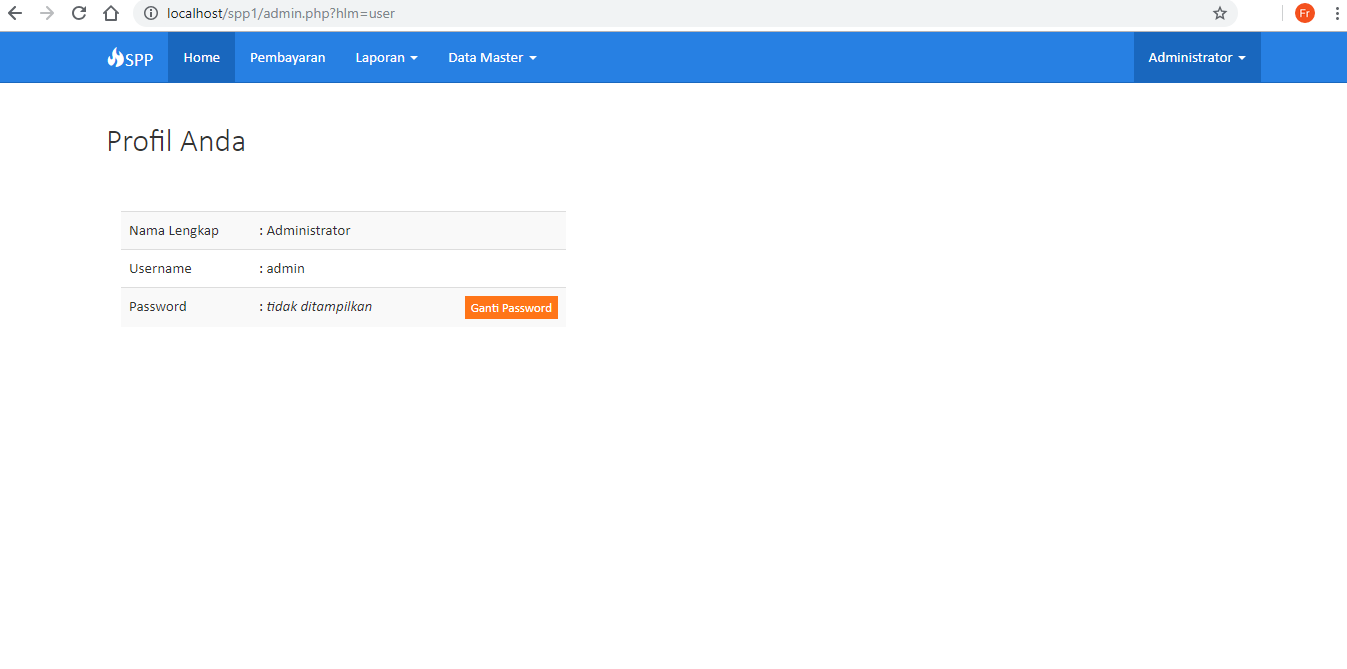 localhost/spp1/admin.php?hlm=user
Fr
SPP Home Pembayaran Laporan Data Master Administrator
Profil Anda
Nama Lengkap : Administrator
Username : admin
Password : tidak ditampilkan Ganti Password